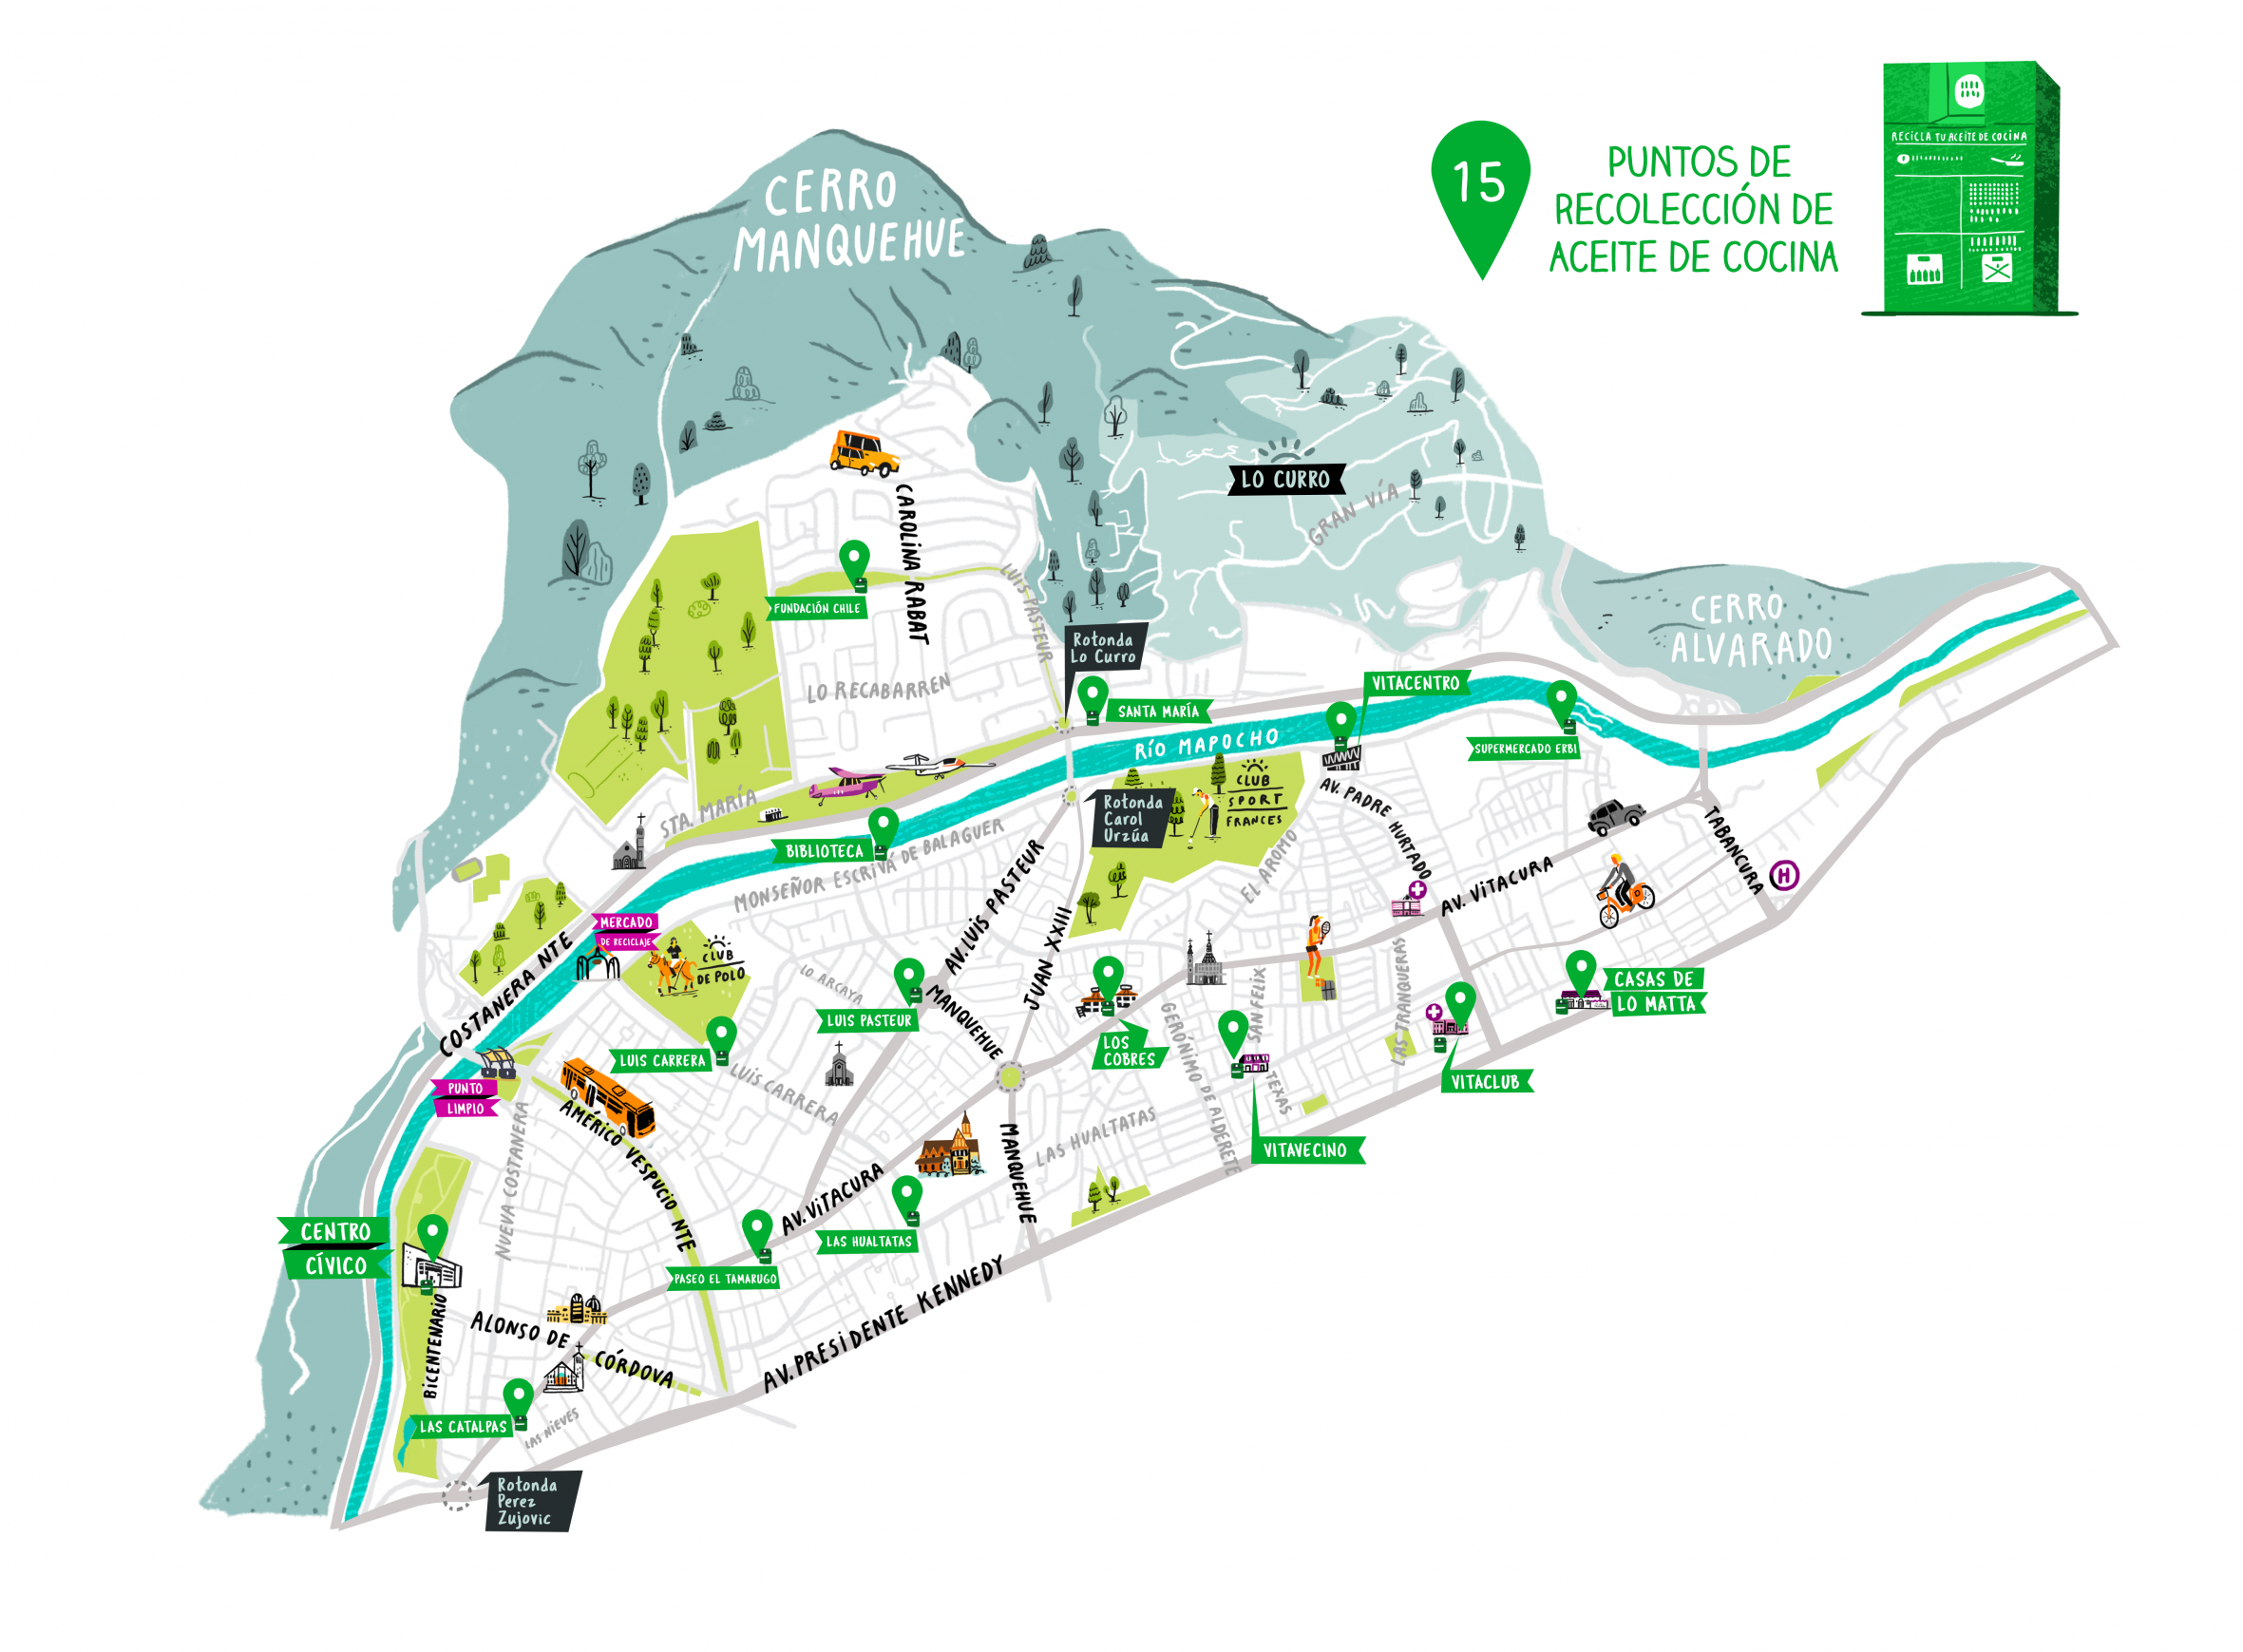 15
PUNTOS DE
RECOLECCIÓN DE
ACEITE DE COCINA
RECICLA TU ACEITE DE COCINA
CERRO
MANQUEHUE
LO CURRO
GRAN VÍA
CAROLINA RABAT
FUNDACIÓN CHILE
LUIS PASTEUR
Rotonda
Lo Curro
CERRO
ALVARADO
LO RECABARREN
SANTA MARÍA
VITACENTRO
RÍO MAPOCHO
SUPERMERCADO ERBI
STA. MARÍA
CLUB
SPORT
FRANCES
Rotonda
Carol
Urzúa
AV. PADRE HURTADO
TABANCURA
H
BIBLIOTECA
MONSEÑOR ESCRIVÁ DE BALAGUER
EL AROMO
AV. VITACURA
AV. LUIS PASTEUR
JUAN XXIII
MERCADO
DE RECICLAJE
CLUB
DE POLO
COSTANERA NTE
LO ARCAYA
MANQUEHUE
LUIS PASTEUR
SAN FELIX
LAS TRANQUERAS
CASAS DE
LO MATTA
LOS
COBRES
GERÓNIMO DE ALDERETE
LUIS CARRERA
LUIS CARRERA
TEXAS
VITACLUB
PUNTO
LIMPIO
AMÉRICO VESPUCIO NTE
NUEVA COSTANERA
MANQUEHUE
LAS HUALTATAS
VITAVECINO
AV. VITACURA
LAS HUALTATAS
CENTRO
CÍVICO
PASEO EL TAMARUGO
BICENTENARIO
ALONSO DE
CÓRDOVA
AV. PRESIDENTE KENNEDY
LAS CATALPAS
LAS NIEVES
Rotonda
Perez
Zujovic